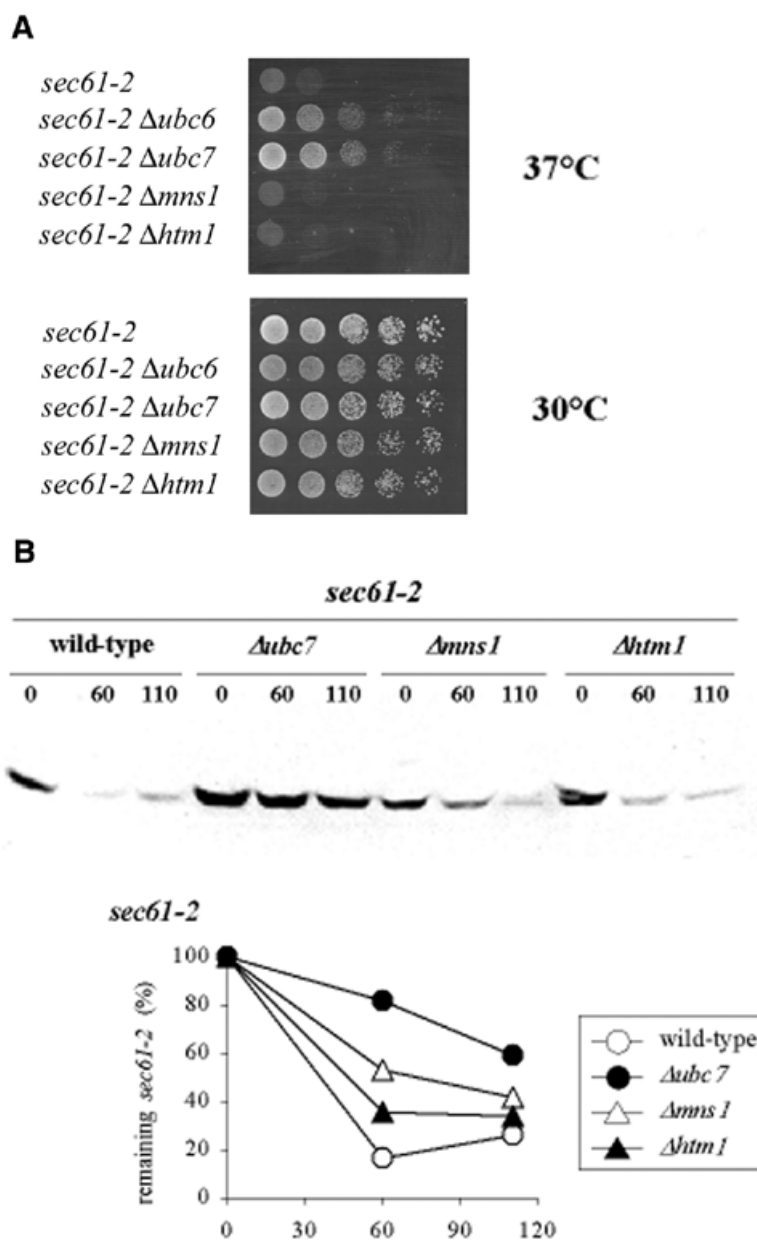 A
sec61-2
sec61-2 Δubc6
sec61-2 Δubc7
sec61-2 Δmns1
sec61-2 Δhtm1
37°C
sec61-2
sec61-2 Δubc6
sec61-2 Δubc7
sec61-2 Δmns1
sec61-2 Δhtm1
30°C
B
sec61-2
wild-type Δubc7 Δmns1 Δhtm1
0 60 110 0 60 110 0 60 110 0 60 110
sec61-2
remaining sec61-2 (%)
100
80
60
40
20
0
0 30 60 90 120
wild-type
Δubc7
Δmns1
Δhtm1